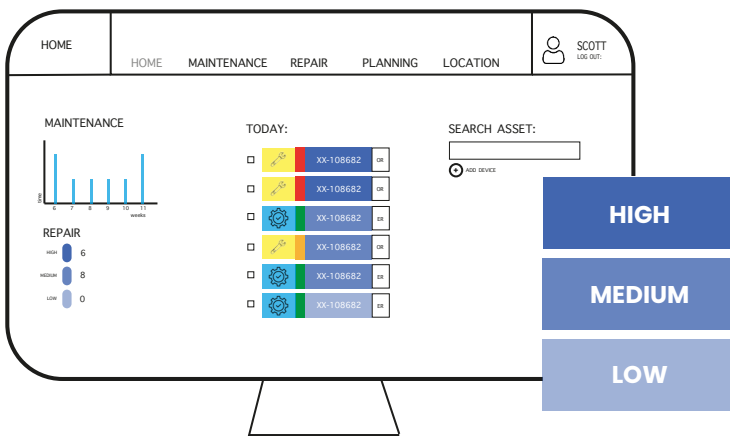 HOME
HOME MAINTENANCE REPAIR PLANNING LOCATION
SCOTT
LOG OUT:
MAINTENANCE
time
6 7 8 9 10 11
weeks
REPAIR
HIGH 6
MEDIUM 8
LOW 0
TODAY:
XX-108682 OR
XX-108682 OR
XX-108682 ER
XX-108682 OR
XX-108682 ER
XX-108682 ER
SEARCH ASSET:
ADD DEVICE
HIGH
MEDIUM
LOW